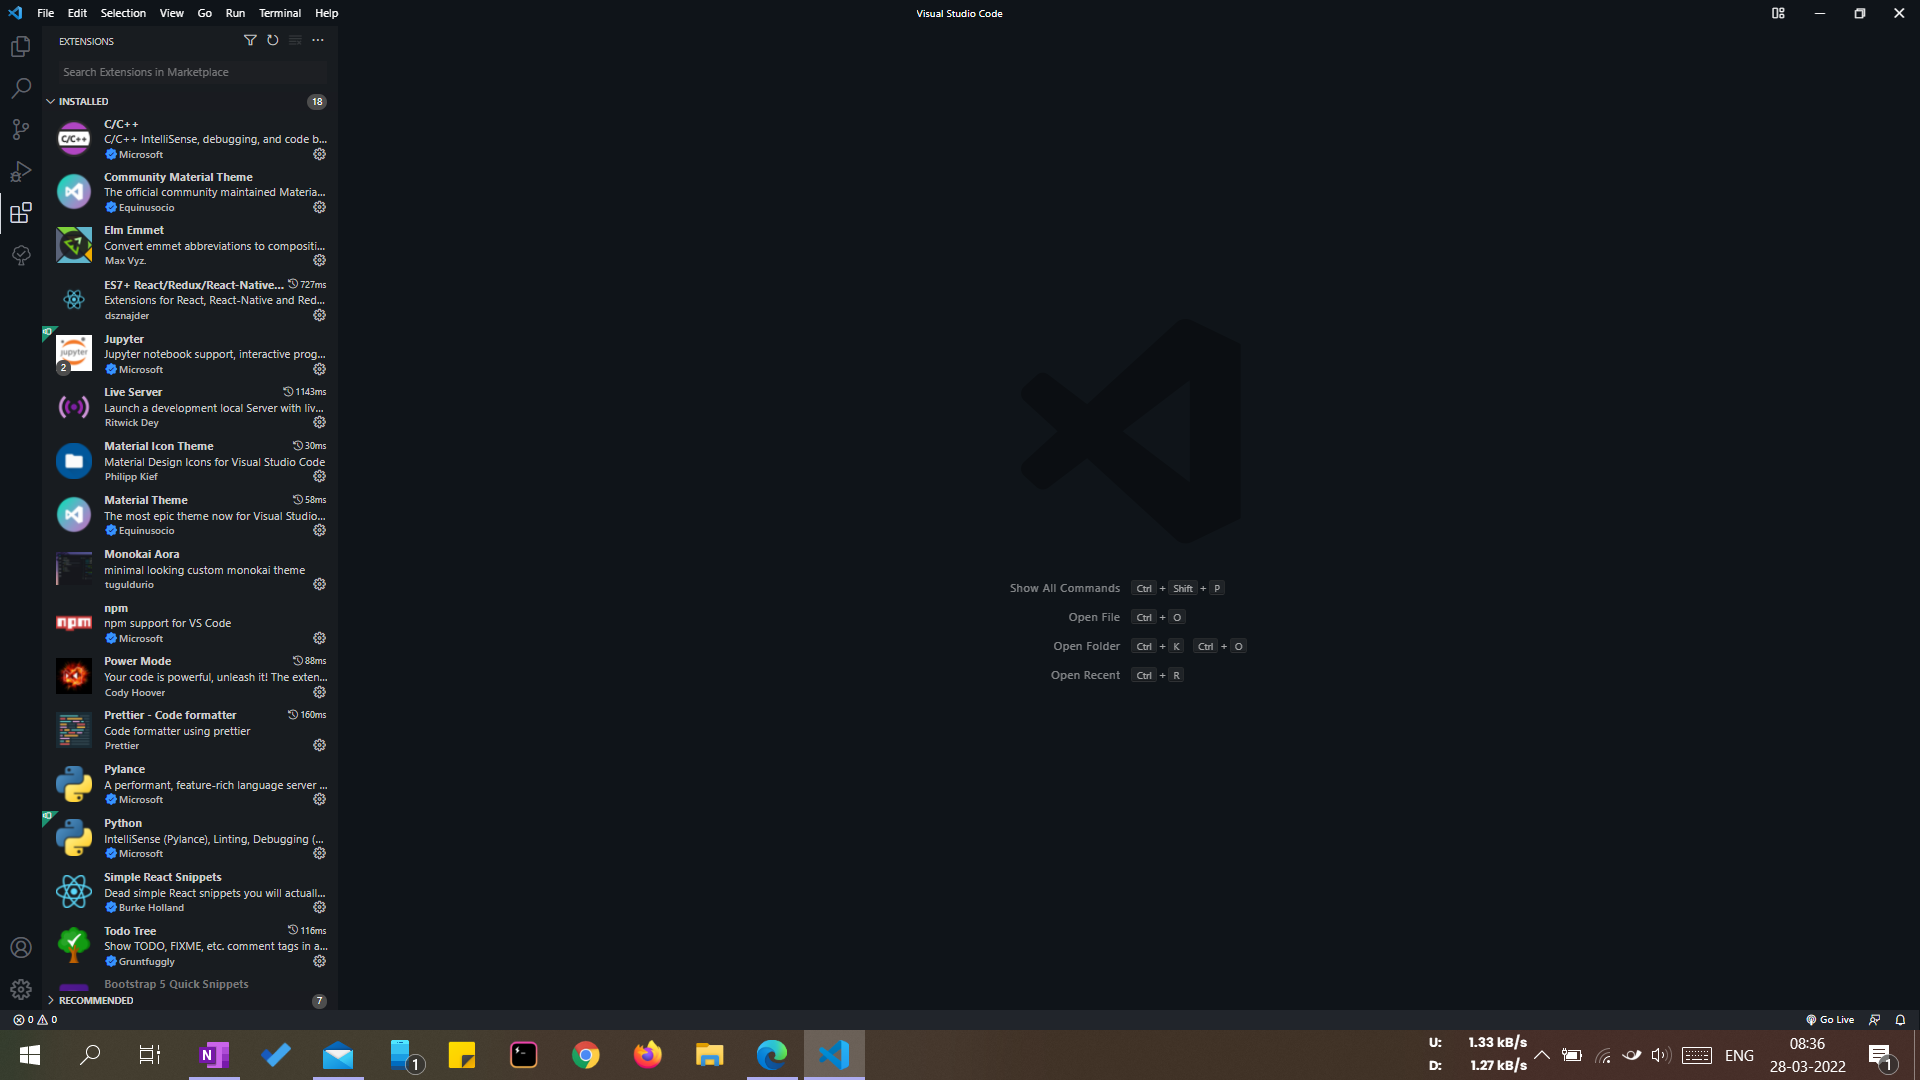 File Edit Selection View Go Run Terminal Help
Visual Studio Code
EXTENSIONS
Search Extensions in Marketplace
INSTALLED 18
C/C++
C/C++
C/C++ IntelliSense, debugging, and code b...
Microsoft
Community Material Theme
The official community maintained Materia...
Equinusocio
Elm Emmet
Convert emmet abbreviations to compositi...
Max Vyz.
ES7+ React/Redux/React-Native... 727ms
Extensions for React, React-Native and Red...
dsznajder
Jupyter
jupyter
Jupyter notebook support, interactive prog...
2
Microsoft
Live Server 1143ms
Launch a development local Server with liv...
Ritwick Dey
Material Icon Theme 30ms
Material Design Icons for Visual Studio Code
Philipp Kief
Material Theme 58ms
The most epic theme now for Visual Studio...
Equinusocio
Monokai Aora
minimal looking custom monokai theme
tuguldurio
npm
npm
npm support for VS Code
Microsoft
Power Mode 88ms
Your code is powerful, unleash it! The exten...
Cody Hoover
Prettier - Code formatter 160ms
Code formatter using prettier
Prettier
Pylance
A performant, feature-rich language server ...
Microsoft
Python
IntelliSense (Pylance), Linting, Debugging (...
Microsoft
Simple React Snippets
Dead simple React snippets you will actuall...
Burke Holland
Todo Tree 116ms
Show TODO, FIXME, etc. comment tags in a...
Gruntfuggly
Bootstrap 5 Quick Snippets
RECOMMENDED 7
Show All Commands Ctrl + Shift + P
Open File Ctrl + O
Open Folder Ctrl + K Ctrl + O
Open Recent Ctrl + R
0 0
Go Live
N
1
U: 1.33 kB/s
D: 1.27 kB/s
ENG
08:36
28-03-2022
1